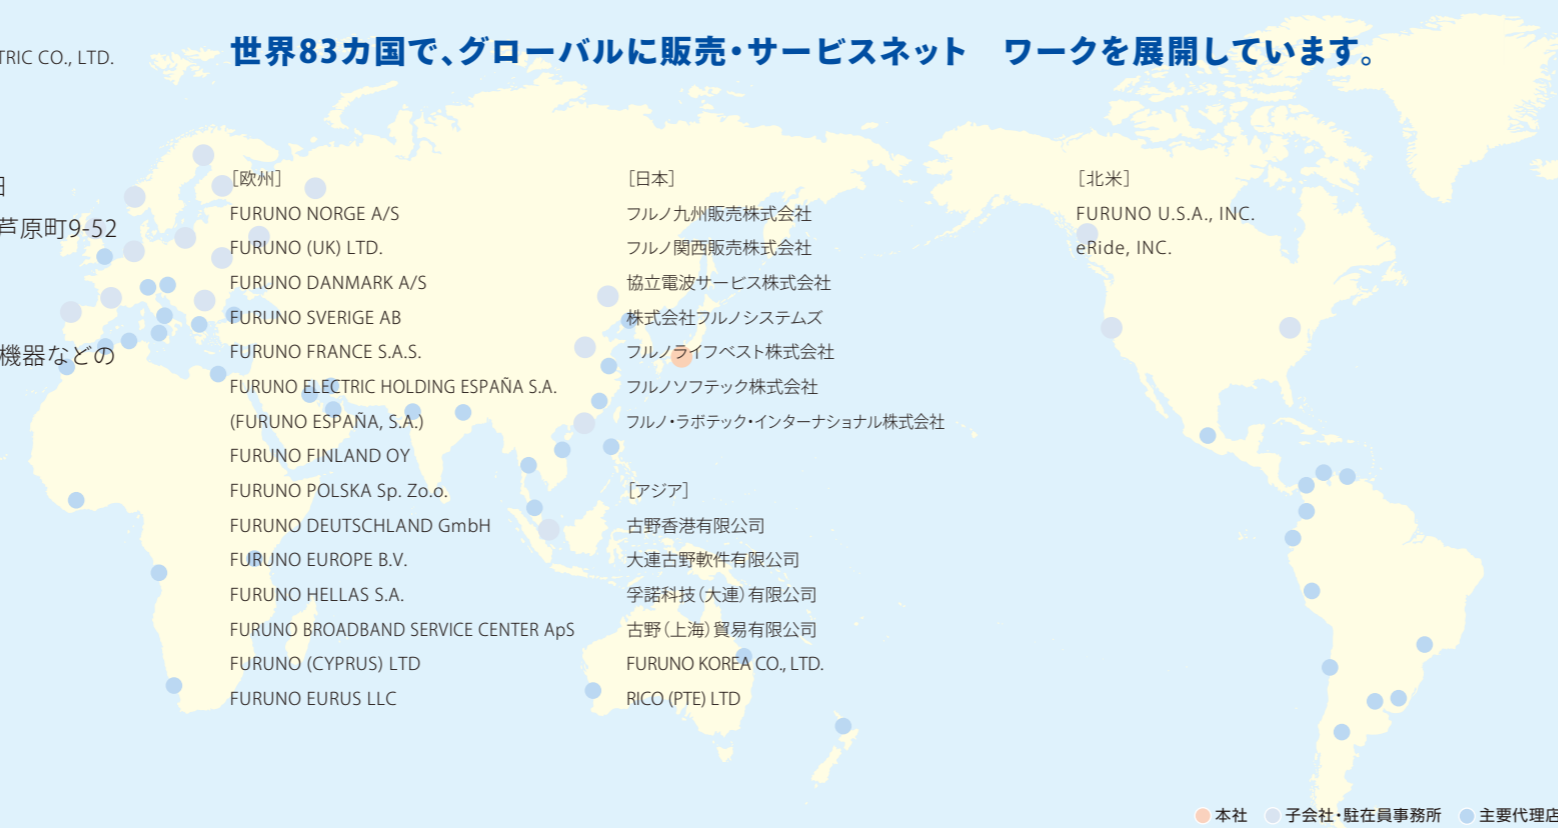 TRIC CO., LTD.
世界83カ国で、グローバルに販売・サービスネット　ワークを展開しています。
芦原町9-52
機器などの
［欧州］
FURUNO NORGE A/S
FURUNO (UK) LTD.
FURUNO DANMARK A/S
FURUNO SVERIGE AB
FURUNO FRANCE S.A.S.
FURUNO ELECTRIC HOLDING ESPAÑA S.A.
(FURUNO ESPAÑA, S.A.)
FURUNO FINLAND OY
FURUNO POLSKA Sp. Zo.o.
FURUNO DEUTSCHLAND GmbH
FURUNO EUROPE B.V.
FURUNO HELLAS S.A.
FURUNO BROADBAND SERVICE CENTER ApS
FURUNO (CYPRUS) LTD
FURUNO EURUS LLC
［日本］
フルノ九州販売株式会社
フルノ関西販売株式会社
協立電波サービス株式会社
株式会社フルノシステムズ
フルノライフベスト株式会社
フルノソフテック株式会社
フルノ・ラボテック・インターナショナル株式会社
［アジア］
古野香港有限公司
大連古野軟件有限公司
孚諾科技（大連）有限公司
古野（上海）貿易有限公司
FURUNO KOREA CO., LTD.
RICO (PTE) LTD
［北米］
FURUNO U.S.A., INC.
eRide, INC.
本社　子会社・駐在員事務所　主要代理店